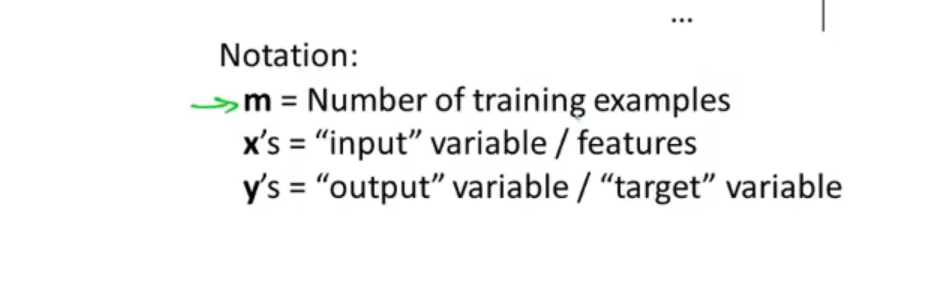 ...
Notation:
m = Number of training examples
x’s = “input” variable / features
y’s = “output” variable / “target” variable